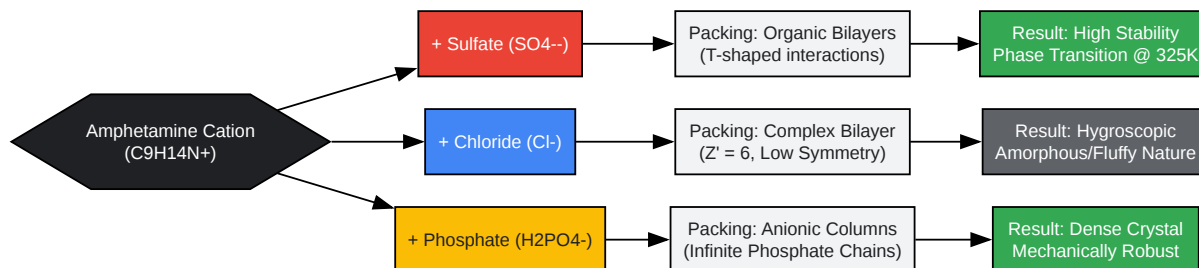 Amphetamine Cation
(C9H14N+)
+ Sulfate (SO4--)
Packing: Organic Bilayers
(T-shaped interactions)
Result: High Stability
Phase Transition @ 325K
+ Chloride (Cl-)
Packing: Complex Bilayer
(Z' = 6, Low Symmetry)
Result: Hygroscopic
Amorphous/Fluffy Nature
+ Phosphate (H2PO4-)
Packing: Anionic Columns
(Infinite Phosphate Chains)
Result: Dense Crystal
Mechanically Robust